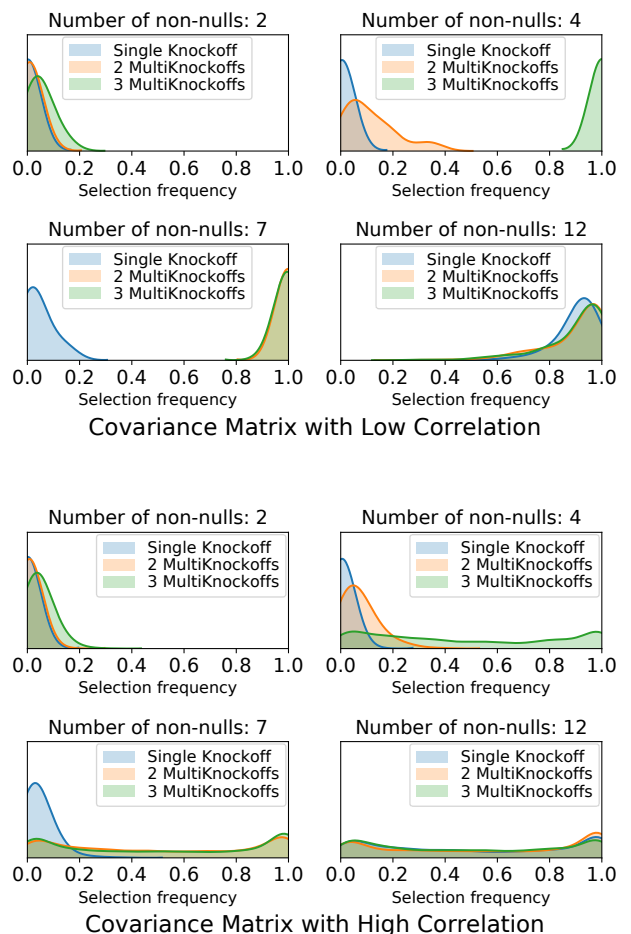 Number of non-nulls: 2
Single Knockoff
2 MultiKnockoffs
3 MultiKnockoffs
0.0 0.2 0.4 0.6 0.8 1.0
Selection frequency
Number of non-nulls: 4
Single Knockoff
2 MultiKnockoffs
3 MultiKnockoffs
0.0 0.2 0.4 0.6 0.8 1.0
Selection frequency
Number of non-nulls: 7
Single Knockoff
2 MultiKnockoffs
3 MultiKnockoffs
0.0 0.2 0.4 0.6 0.8 1.0
Selection frequency
Number of non-nulls: 12
Single Knockoff
2 MultiKnockoffs
3 MultiKnockoffs
0.0 0.2 0.4 0.6 0.8 1.0
Selection frequency
Covariance Matrix with Low Correlation
Number of non-nulls: 2
Single Knockoff
2 MultiKnockoffs
3 MultiKnockoffs
0.0 0.2 0.4 0.6 0.8 1.0
Selection frequency
Number of non-nulls: 4
Single Knockoff
2 MultiKnockoffs
3 MultiKnockoffs
0.0 0.2 0.4 0.6 0.8 1.0
Selection frequency
Number of non-nulls: 7
Single Knockoff
2 MultiKnockoffs
3 MultiKnockoffs
0.0 0.2 0.4 0.6 0.8 1.0
Selection frequency
Number of non-nulls: 12
Single Knockoff
2 MultiKnockoffs
3 MultiKnockoffs
0.0 0.2 0.4 0.6 0.8 1.0
Selection frequency
Covariance Matrix with High Correlation